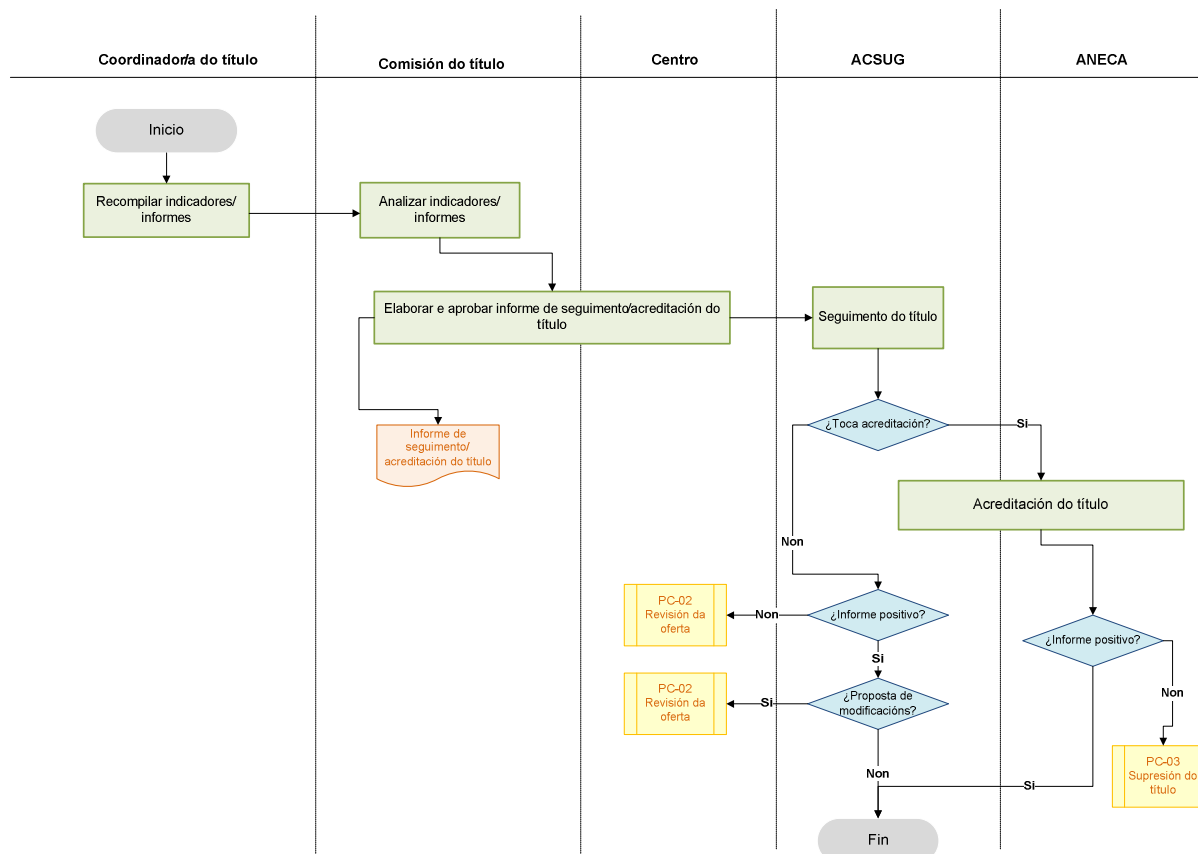 Coordinador/a do título
Comisión do título
Centro
ACSUG
ANECA
Inicio
Recompilar indicadores/
informes
Analizar indicadores/
informes
Elaborar e aprobar informe de seguimento/acreditación do
título
Seguimento do título
Informe de
seguimento/
acreditación do título
¿Toca acreditación?
Si
Acreditación do título
Non
PC-02
Revisión da
oferta
Non
¿Informe positivo?
¿Informe positivo?
Si
Non
PC-02
Revisión da
oferta
Si
¿Proposta de
modificacións?
Non
Si
PC-03
Supresión do
título
Fin